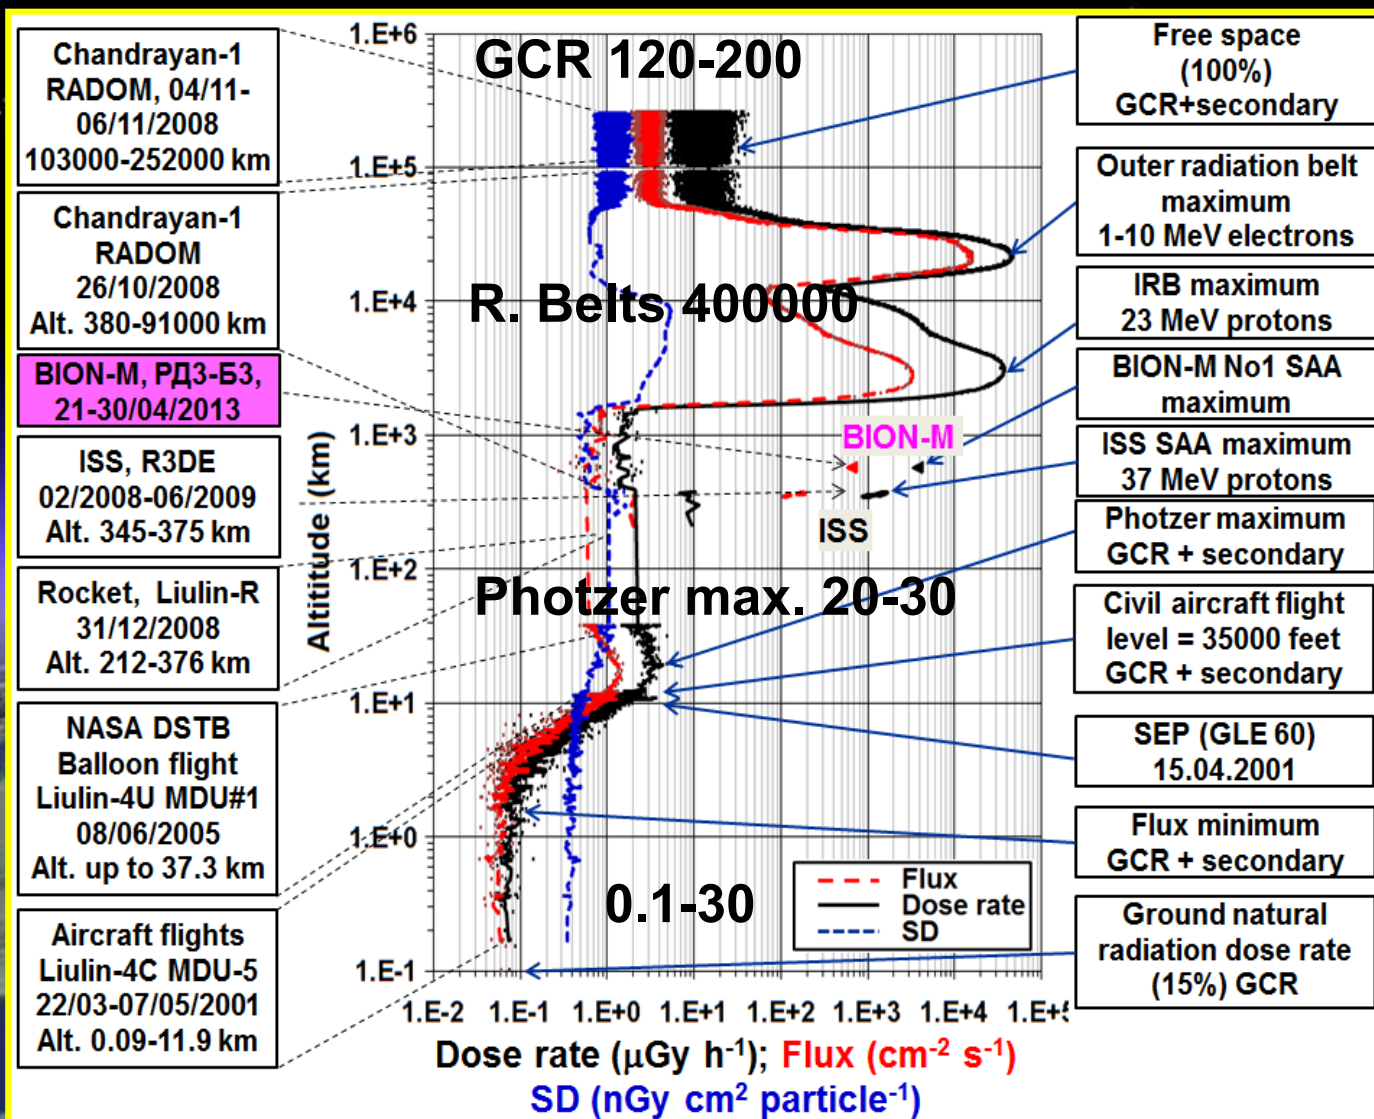 Chandrayan-1
RADOM, 04/11-
06/11/2008
103000-252000 km
Chandrayan-1
RADOM
26/10/2008
Alt. 380-91000 km
BION-M, РД3-Б3,
21-30/04/2013
ISS, R3DE
02/2008-06/2009
Alt. 345-375 km
Rocket, Liulin-R
31/12/2008
Alt. 212-376 km
NASA DSTB
Balloon flight
Liulin-4U MDU#1
08/06/2005
Alt. up to 37.3 km
Aircraft flights
Liulin-4C MDU-5
22/03-07/05/2001
Alt. 0.09-11.9 km
Altititude (km)
1.E+6
1.E+5
1.E+4
1.E+3
1.E+2
1.E+1
1.E+0
1.E-1
GCR 120-200
R. Belts 400000
BION-M
ISS
Photzer max. 20-30
0.1-30
Flux
Dose rate
SD
1.E-2 1.E-1 1.E+0 1.E+1 1.E+2 1.E+3 1.E+4 1.E+5
Dose rate (μGy h⁻¹); Flux (cm⁻² s⁻¹)
SD (nGy cm² particle⁻¹)
Free space
(100%)
GCR+secondary
Outer radiation belt
maximum
1-10 MeV electrons
IRB maximum
23 MeV protons
BION-M No1 SAA
maximum
ISS SAA maximum
37 MeV protons
Photzer maximum
GCR + secondary
Civil aircraft flight
level = 35000 feet
GCR + secondary
SEP (GLE 60)
15.04.2001
Flux minimum
GCR + secondary
Ground natural
radiation dose rate
(15%) GCR